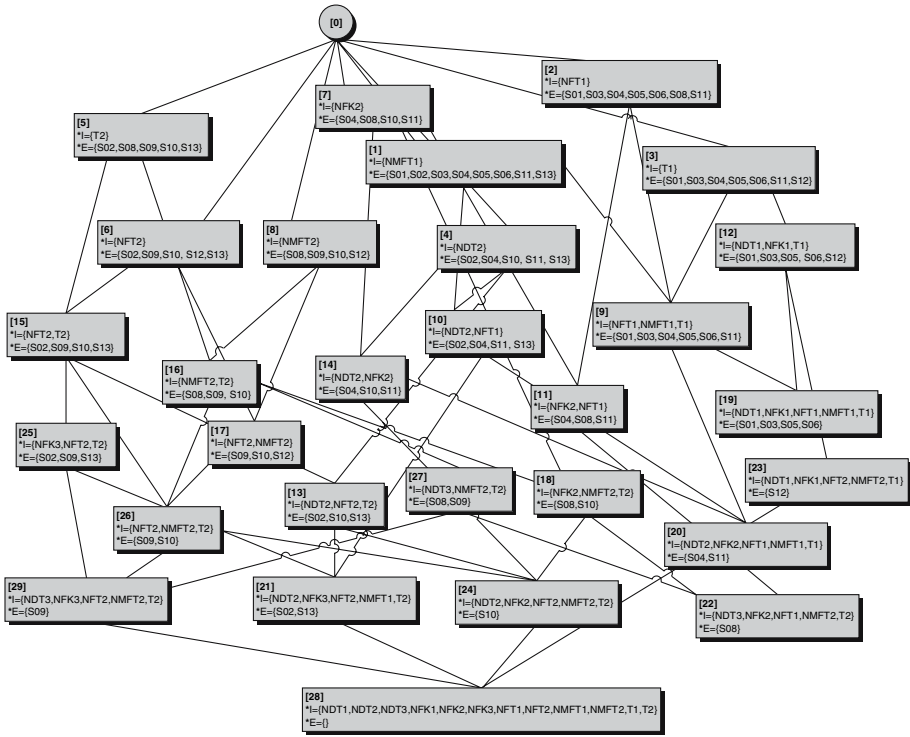 [0]
[2]
*I={NFT1}
*E={S01,S03,S04,S05,S06,S08,S11}
[7]
*I={NFK2}
*E={S04,S08,S10,S11}
[5]
*I={T2}
*E={S02,S08,S09,S10,S13}
[1]
*I={NMFT1}
*E={S01,S02,S03,S04,S05,S06,S11,S13}
[3]
*I={T1}
*E={S01,S03,S04,S05,S06,S11,S12}
[6]
*I={NFT2}
*E={S02,S09,S10, S12,S13}
[8]
*I={NMFT2}
*E={S08,S09,S10,S12}
[4]
*I={NDT2}
*E={S02,S04,S10, S11, S13}
[12]
*I={NDT1,NFK1,T1}
*E={S01,S03,S05, S06,S12}
[15]
*I={NFT2,T2}
*E={S02,S09,S10,S13}
[10]
*I={NDT2,NFT1}
*E={S02,S04,S11, S13}
[9]
*I={NFT1,NMFT1,T1}
*E={S01,S03,S04,S05,S06,S11}
[16]
*I={NMFT2,T2}
*E={S08,S09, S10}
[14]
*I={NDT2,NFK2}
*E={S04,S10,S11}
[11]
*I={NFK2,NFT1}
*E={S04,S08,S11}
[19]
*I={NDT1,NFK1,NFT1,NMFT1,T1}
*E={S01,S03,S05,S06}
[25]
*I={NFK3,NFT2,T2}
*E={S02,S09,S13}
[17]
*I={NFT2,NMFT2}
*E={S09,S10,S12}
[23]
*I={NDT1,NFK1,NFT2,NMFT2,T1}
*E={S12}
[27]
*I={NDT3,NMFT2,T2}
*E={S08,S09}
[18]
*I={NFK2,NMFT2,T2}
*E={S08,S10}
[13]
*I={NDT2,NFT2,T2}
*E={S02,S10,S13}
[26]
*I={NFT2,NMFT2,T2}
*E={S09,S10}
[20]
*I={NDT2,NFK2,NFT1,NMFT1,T1}
*E={S04,S11}
[29]
*I={NDT3,NFK3,NFT2,NMFT2,T2}
*E={S09}
[21]
*I={NDT2,NFK3,NFT2,NMFT1,T2}
*E={S02,S13}
[24]
*I={NDT2,NFK2,NFT2,NMFT2,T2}
*E={S10}
[22]
*I={NDT3,NFK2,NFT1,NMFT2,T2}
*E={S08}
[28]
*I={NDT1,NDT2,NDT3,NFK1,NFK2,NFK3,NFT1,NFT2,NMFT1,NMFT2,T1,T2}
*E={}